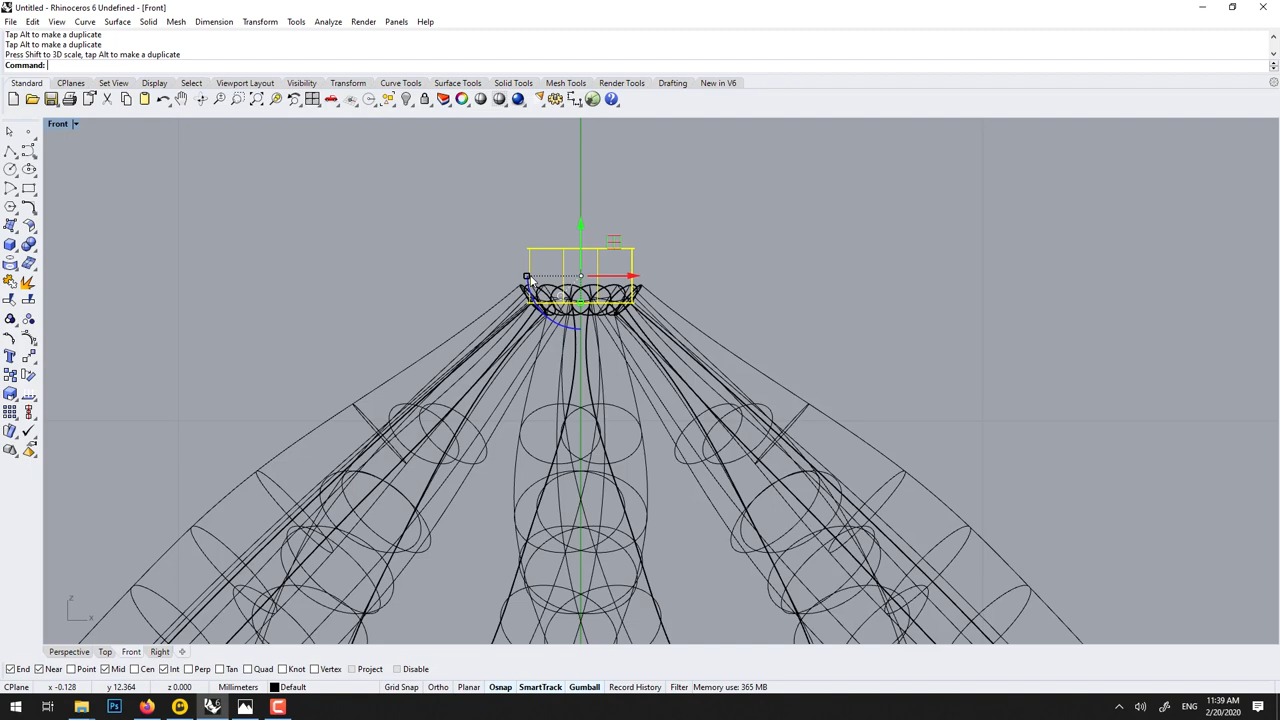 Untitled - Rhinoceros 6 Undefined - [Front]
File Edit View Curve Surface Solid Mesh Dimension Transform Tools Analyze Render Panels Help
Tap Alt to make a duplicate
Tap Alt to make a duplicate
Press Shift to 3D scale, tap Alt to make a duplicate
Command:
Standard CPlanes Set View Display Select Viewport Layout Visibility Transform Curve Tools Surface Tools Solid Tools Mesh Tools Render Tools Drafting New in V6
Front
z
x
Perspective Top Front Right
End Near Point Mid Cen Int Perp Tan Quad Knot Vertex Project Disable
CPlane x -0.128 y 12.364 z 0.000 Millimeters Default Grid Snap Ortho Planar Osnap SmartTrack Gumball Record History Filter Memory use: 365 MB
ENG 11:39 AM
2/20/2020